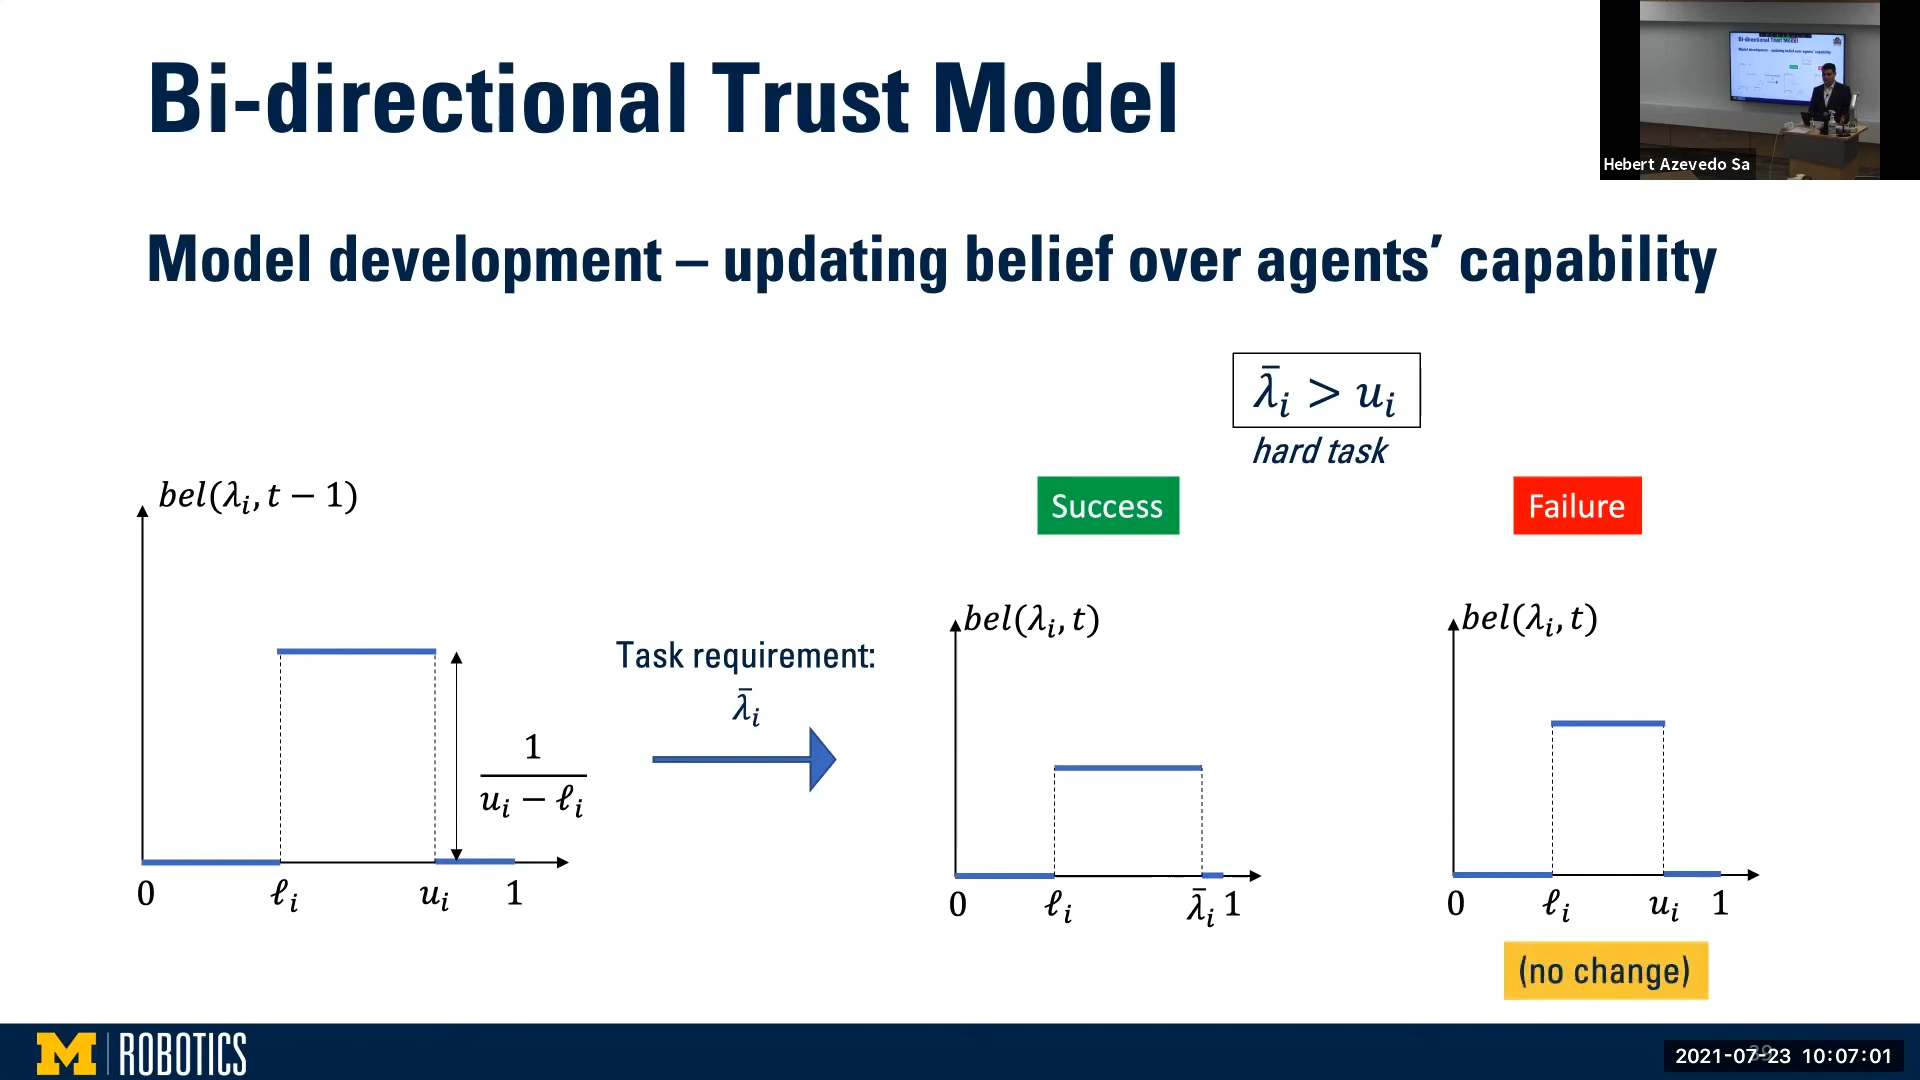 Bi-directional Trust Model
Hebert Azevedo Sa
Model development – updating belief over agents’ capability
λ̄ᵢ > uᵢ
hard task
Success
Failure
bel(λᵢ, t − 1)
bel(λᵢ, t)
bel(λᵢ, t)
Task requirement:
λ̄ᵢ
1
uᵢ − ℓᵢ
0 ℓᵢ uᵢ 1
0 ℓᵢ λ̄ᵢ 1
0 ℓᵢ uᵢ 1
(no change)
M ROBOTICS
2021-07-23 10:07:01